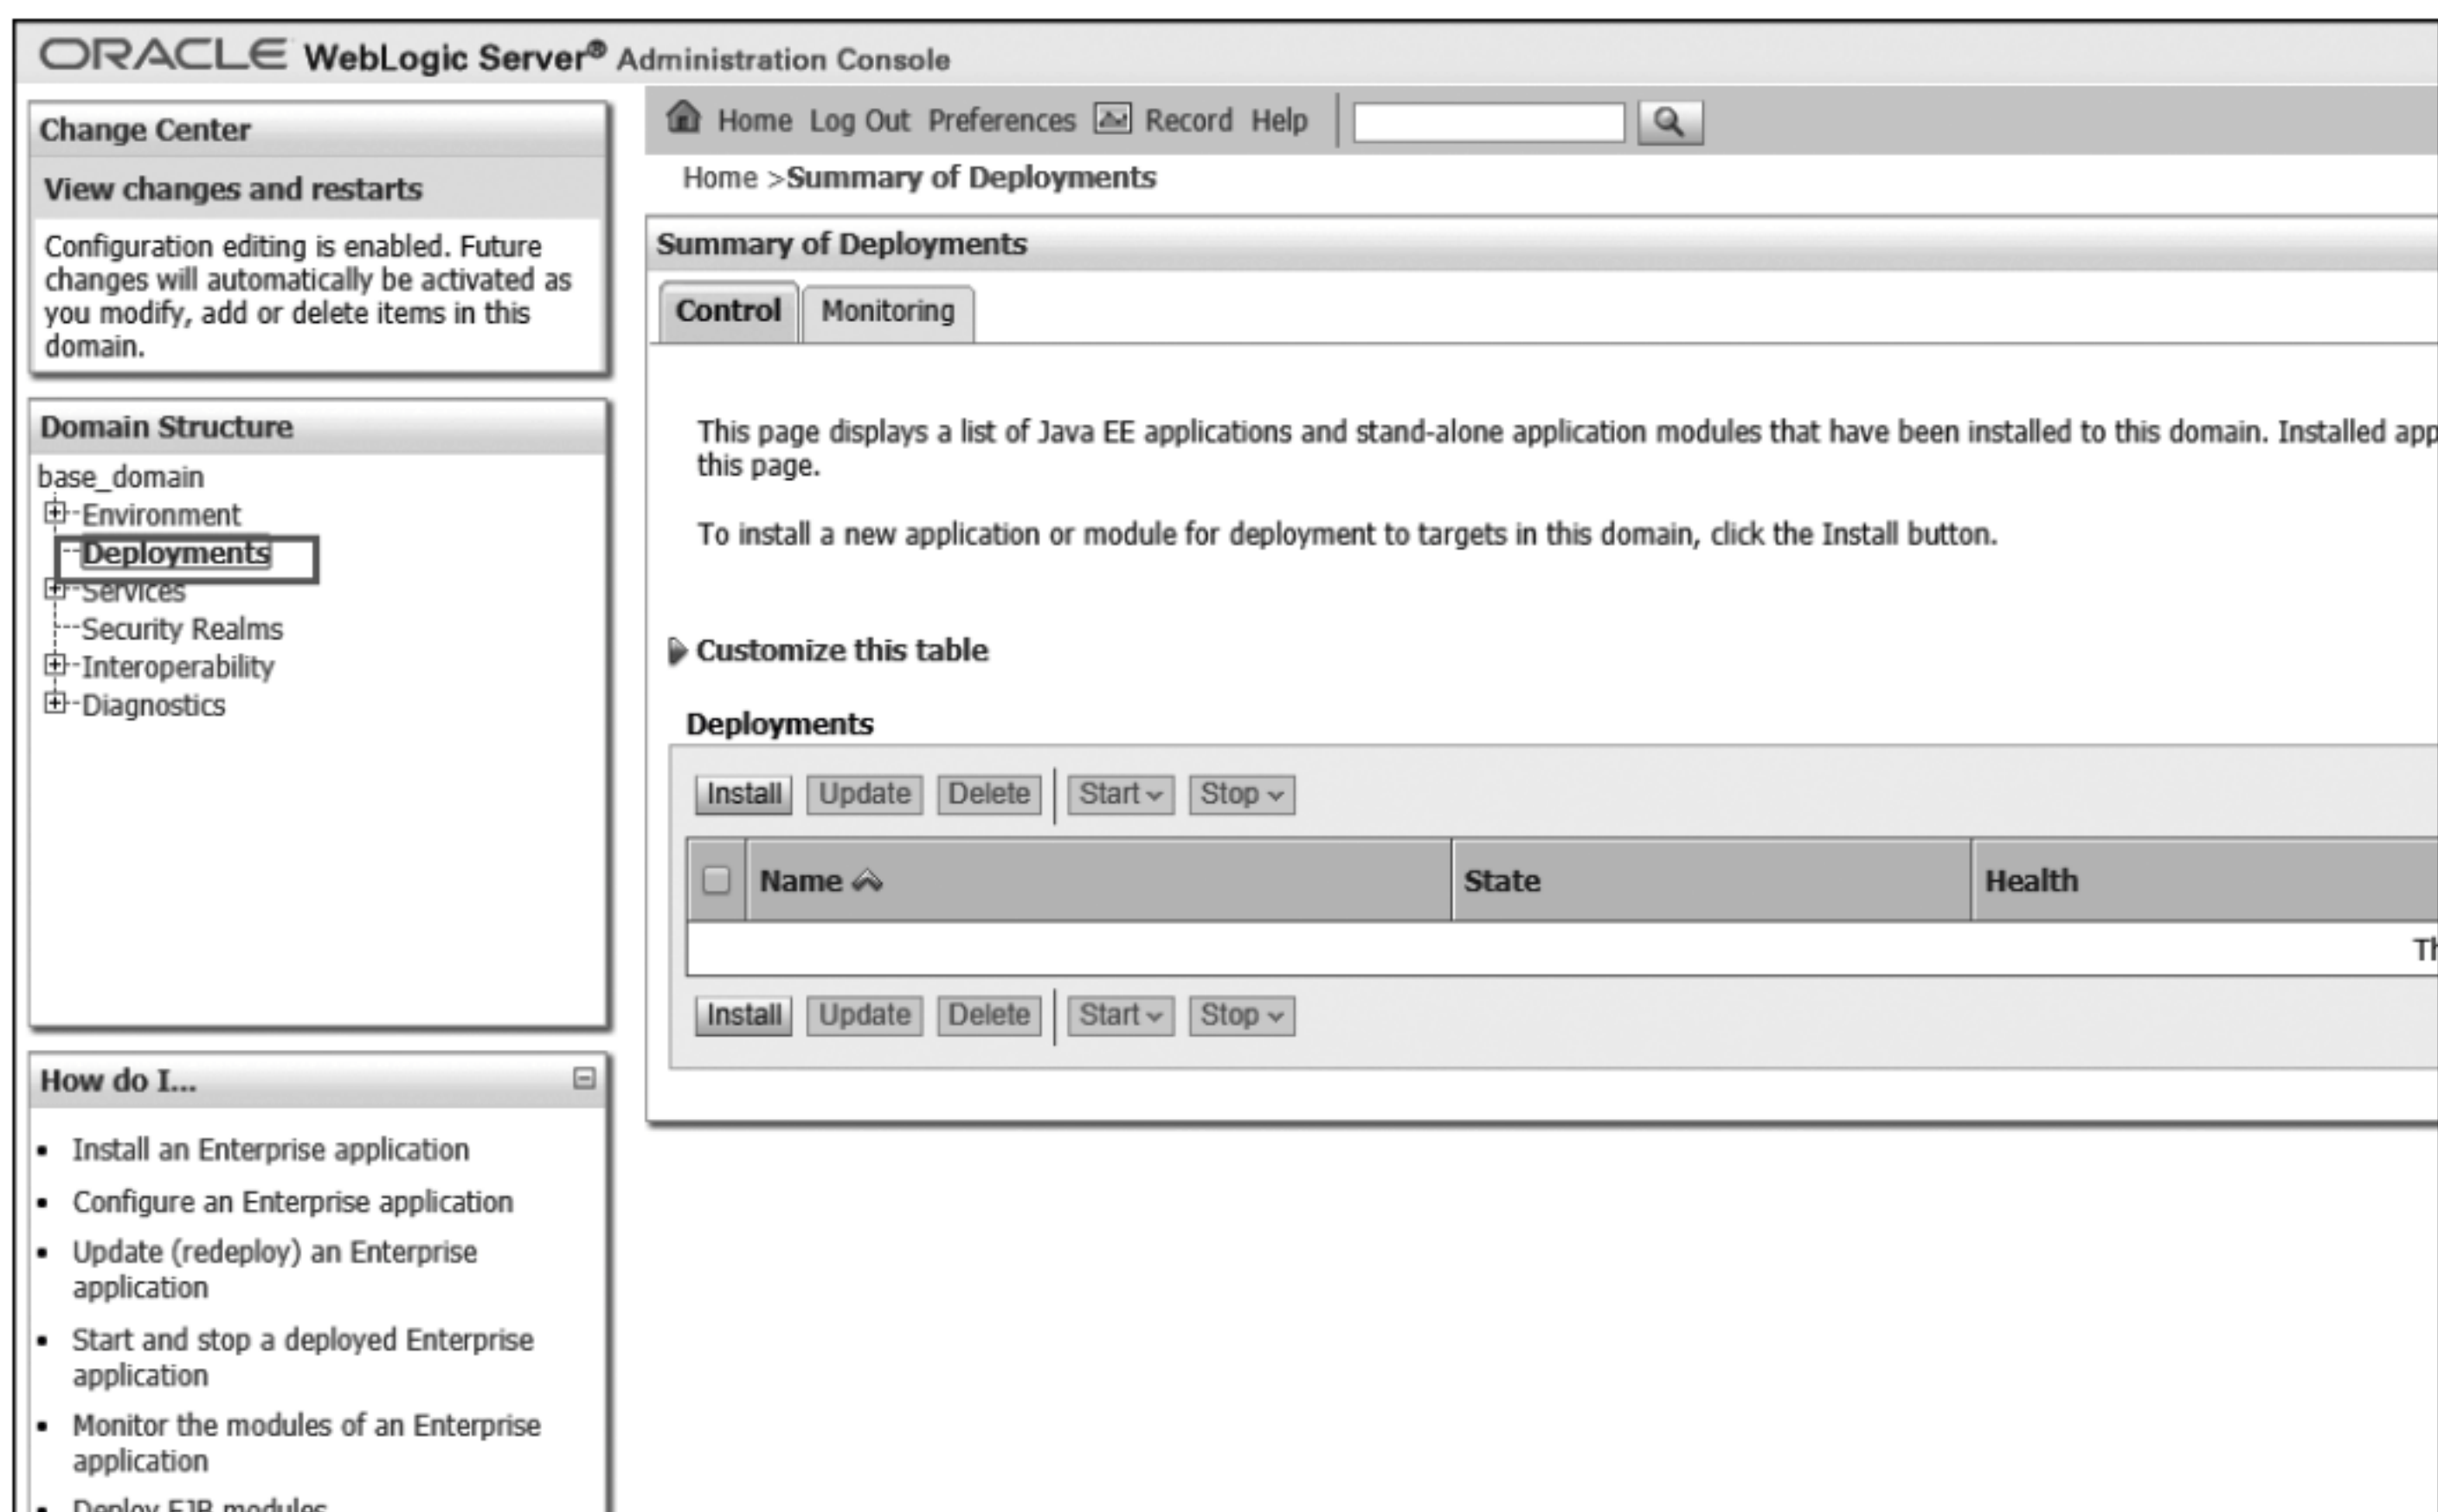 ORACLE WebLogic Server® Administration Console
Change Center
View changes and restarts
Configuration editing is enabled. Future
changes will automatically be activated as
you modify, add or delete items in this
domain.
Domain Structure
base_domain
Environment
Deployments
Services
Security Realms
Interoperability
Diagnostics
How do I...
Install an Enterprise application
Configure an Enterprise application
Update (redeploy) an Enterprise
application
Start and stop a deployed Enterprise
application
Monitor the modules of an Enterprise
application
Deploy EJB modules
Home Log Out Preferences Record Help
Home >Summary of Deployments
Summary of Deployments
Control Monitoring
This page displays a list of Java EE applications and stand-alone application modules that have been installed to this domain. Installed app
this page.
To install a new application or module for deployment to targets in this domain, click the Install button.
Customize this table
Deployments
Install Update Delete Start Stop
Name State Health
Th
Install Update Delete Start Stop